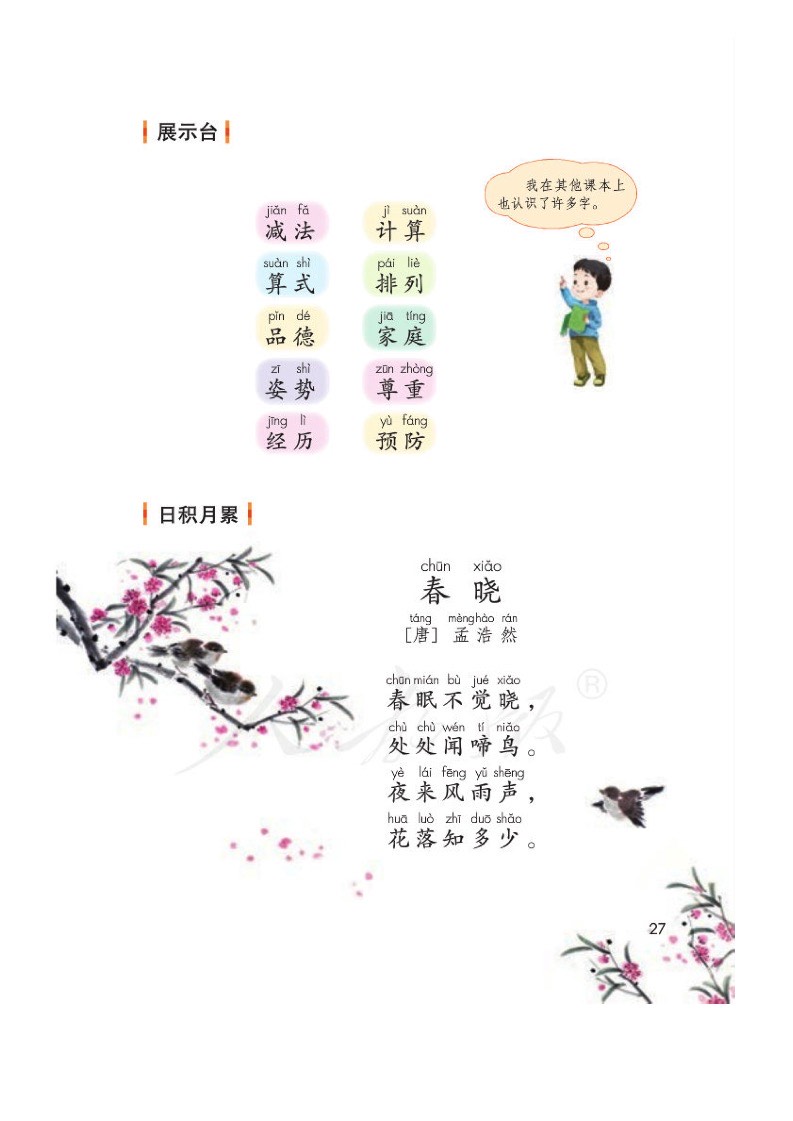 展示台
我在其他课本上
也认识了许多字。
jiǎn fǎ jì suàn
减法 计算
suàn shì pái liè
算式 排列
pǐn dé jiā tíng
品德 家庭
zī shì zūn zhòng
姿势 尊重
jīng lì yù fáng
经历 预防
日积月累
chūn xiǎo
春晓
táng mènghào rán
[唐] 孟浩然
chūn mián bù jué xiǎo
春眠不觉晓，
chù chù wén tí niǎo
处处闻啼鸟。
yè lái fēng yǔ shēng
夜来风雨声，
huā luò zhī duō shǎo
花落知多少。
人教版®
27